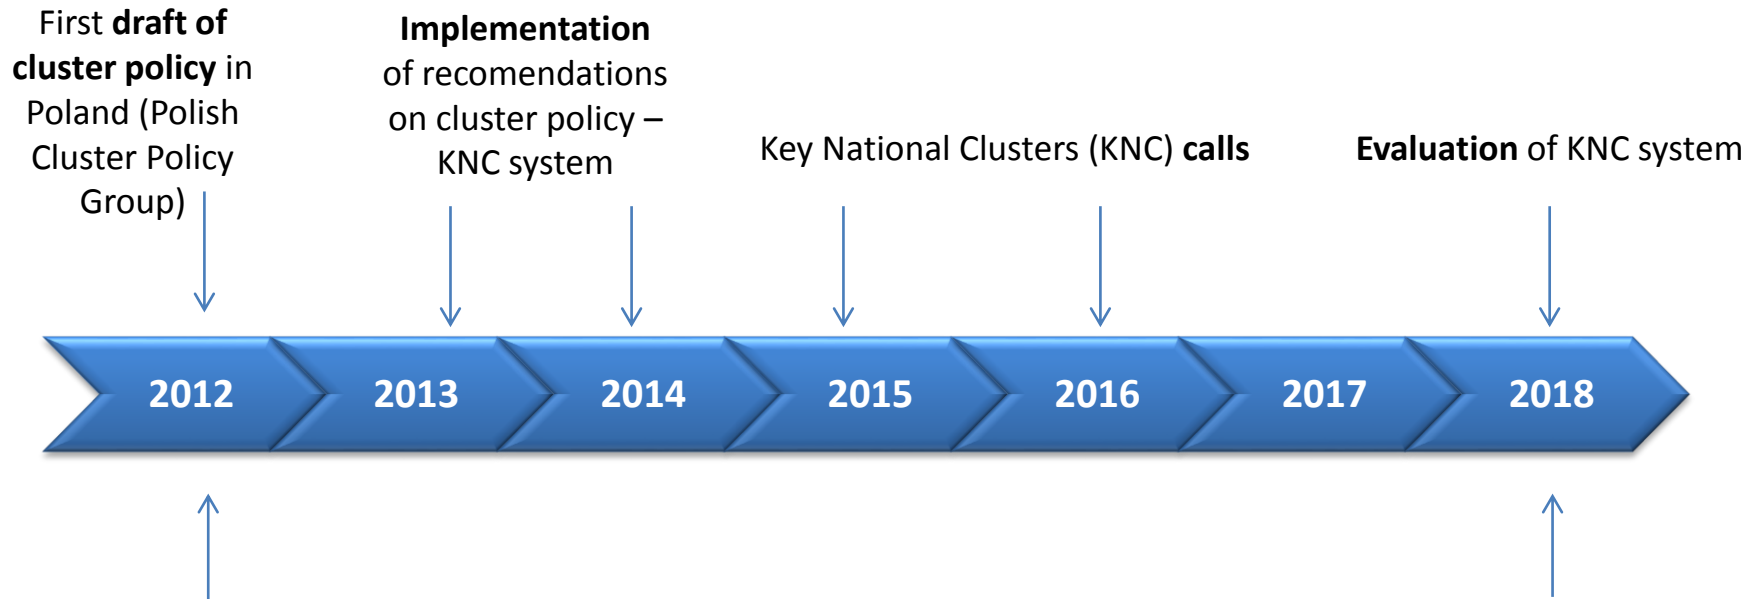 First draft of
cluster policy in
Poland (Polish
Cluster Policy
Group)
Implementation
of recomendations
on cluster policy –
KNC system
Key National Clusters (KNC) calls
Evaluation of KNC system
2012
2013
2014
2015
2016
2017
2018